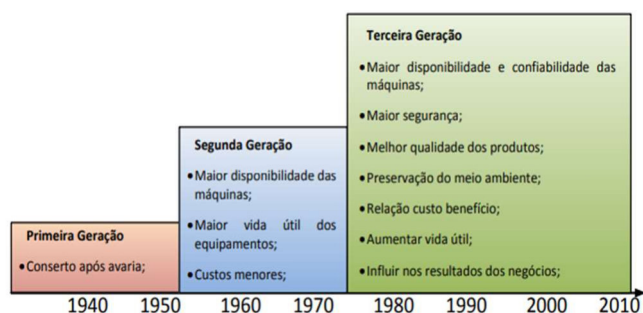 Primeira Geração
•Conserto após avaria;
Segunda Geração
•Maior disponibilidade das
máquinas;
•Maior vida útil dos
equipamentos;
•Custos menores;
Terceira Geração
•Maior disponibilidade e confiabilidade das
máquinas;
•Maior segurança;
•Melhor qualidade dos produtos;
•Preservação do meio ambiente;
•Relação custo benefício;
•Aumentar vida útil;
•Influir nos resultados dos negócios;
1940 1950 1960 1970 1980 1990 2000 2010